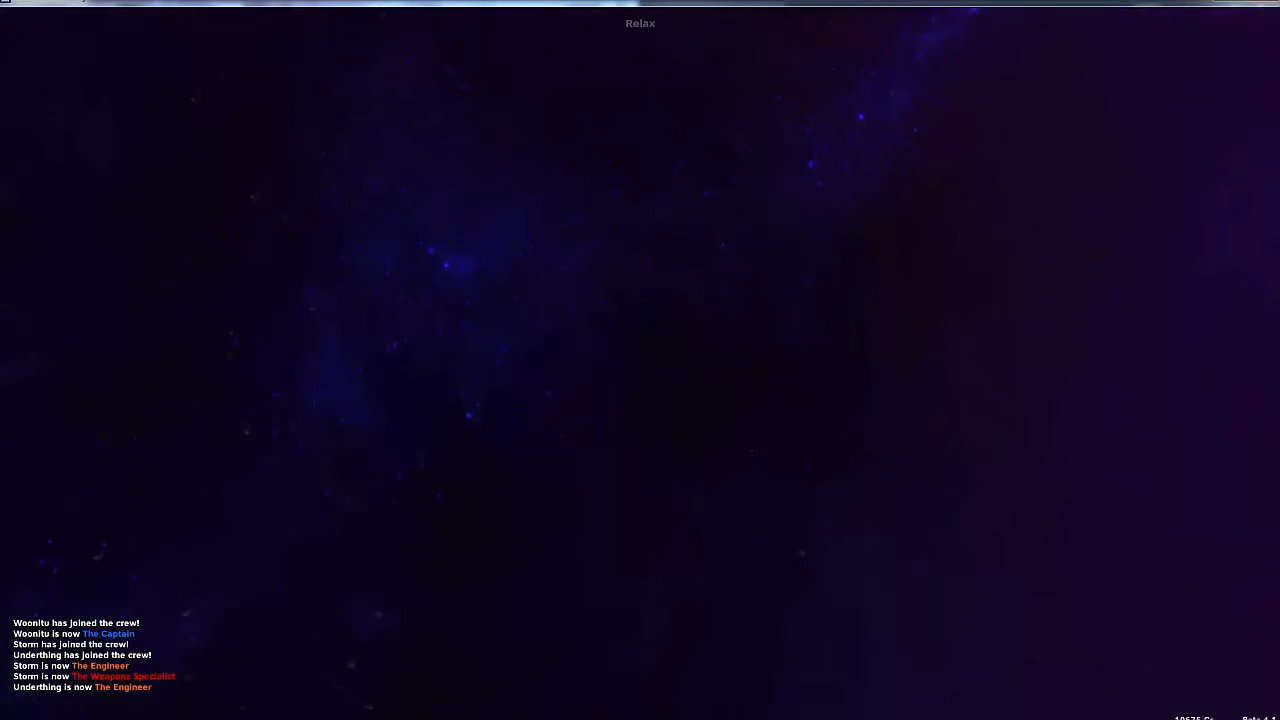 Relax
Woonitu has joined the crew!
Woonitu is now The Captain
Storm has joined the crew!
Underthing has joined the crew!
Storm is now The Engineer
Storm is now The Weapons Specialist
Underthing is now The Engineer